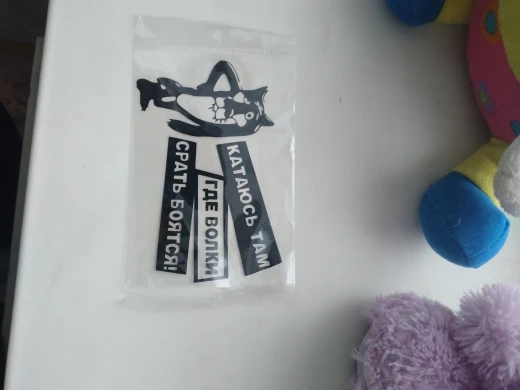 КАТАЮСЬ ТАМ
ГДЕ ВОЛКИ
СРАТЬ БОЯТСЯ!